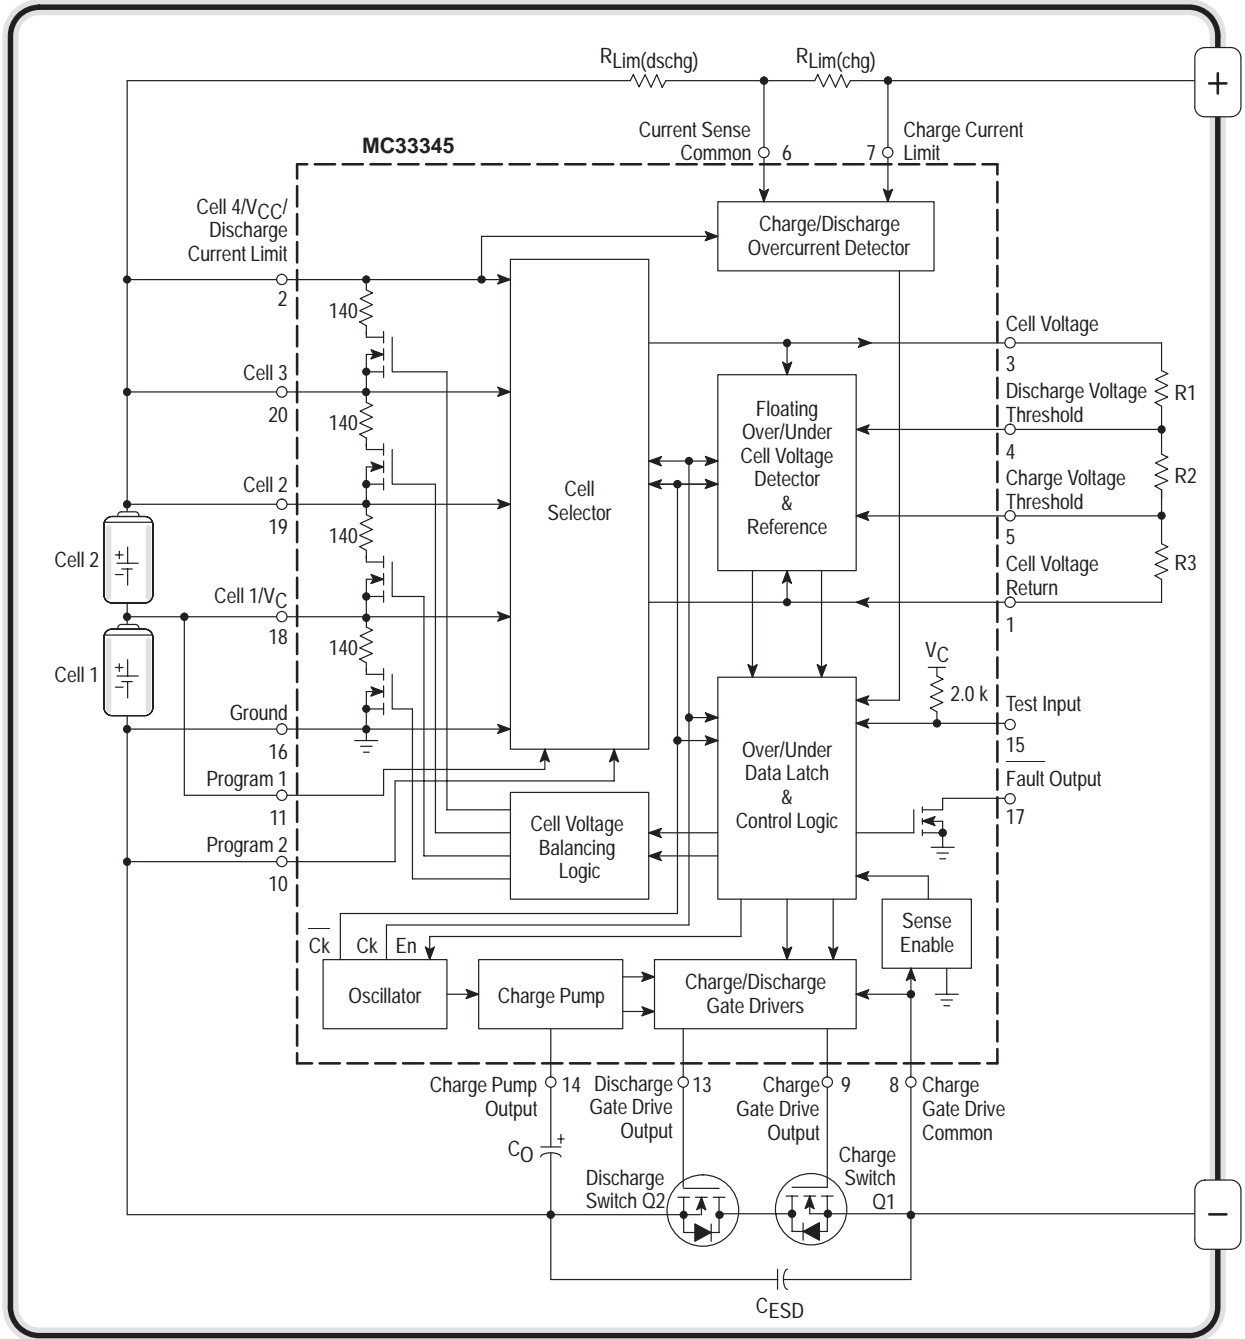 RLim(dschg)
RLim(chg)
+
Current Sense
Common
6
7
Charge Current
Limit
MC33345
Cell 4/VCC/
Discharge
Current Limit
2
Charge/Discharge
Overcurrent Detector
140
Cell Voltage
3
Cell 3
20
R1
Discharge Voltage
Threshold
4
140
Floating
Over/Under
Cell Voltage
Detector
&
Reference
Cell
Selector
Cell 2
19
R2
Charge Voltage
Threshold
5
140
Cell 2
+
−
R3
Cell Voltage
Return
1
Cell 1/VC
18
140
Cell 1
+
−
VC
2.0 k
Test Input
15
Ground
16
Over/Under
Data Latch
&
Control Logic
Program 1
11
Fault Output
17
Cell Voltage
Balancing
Logic
Program 2
10
Sense
Enable
Ck
Ck
En
Oscillator
Charge Pump
Charge/Discharge
Gate Drivers
Charge Pump
Output
14
Discharge
Gate Drive
Output
13
Charge
Gate Drive
Output
9
8
Charge
Gate Drive
Common
CO
+
Discharge
Switch Q2
Charge
Switch
Q1
−
CESD